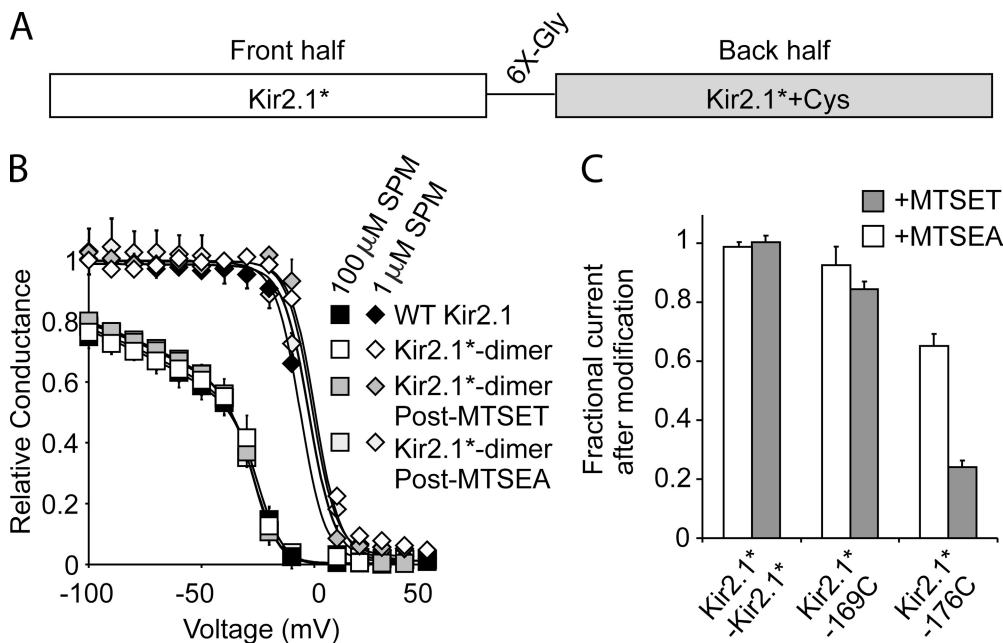 A
Front half
6X-Gly
Back half
Kir2.1*
Kir2.1*+Cys
B
100 μM SPM
1 μM SPM
WT Kir2.1
Kir2.1*-dimer
Kir2.1*-dimer
Post-MTSET
Kir2.1*-dimer
Post-MTSEA
Relative Conductance
1
0.8
0.6
0.4
0.2
0
-100
-50
0
50
Voltage (mV)
C
+MTSET
+MTSEA
Fractional current
after modification
1
0.8
0.6
0.4
0.2
0
Kir2.1*
-Kir2.1*
Kir2.1*
-169C
Kir2.1*
-176C